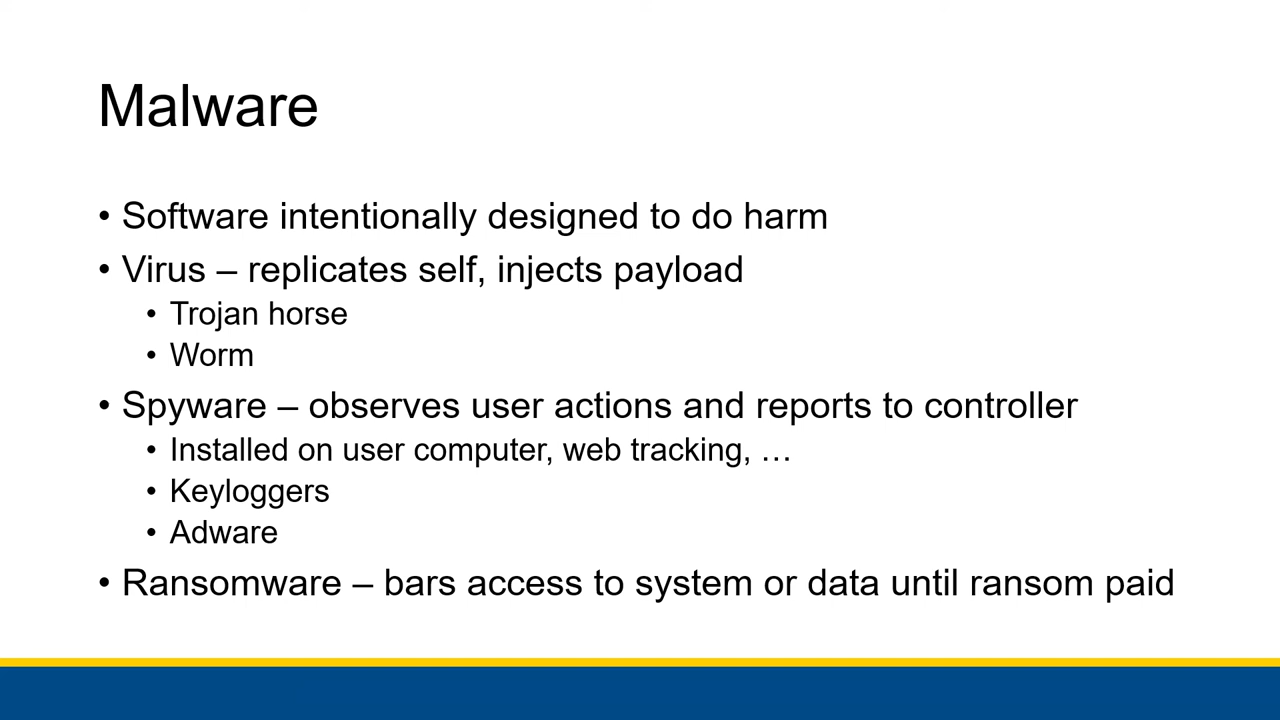 Malware
• Software intentionally designed to do harm
• Virus – replicates self, injects payload
• Trojan horse
• Worm
• Spyware – observes user actions and reports to controller
• Installed on user computer, web tracking, …
• Keyloggers
• Adware
• Ransomware – bars access to system or data until ransom paid